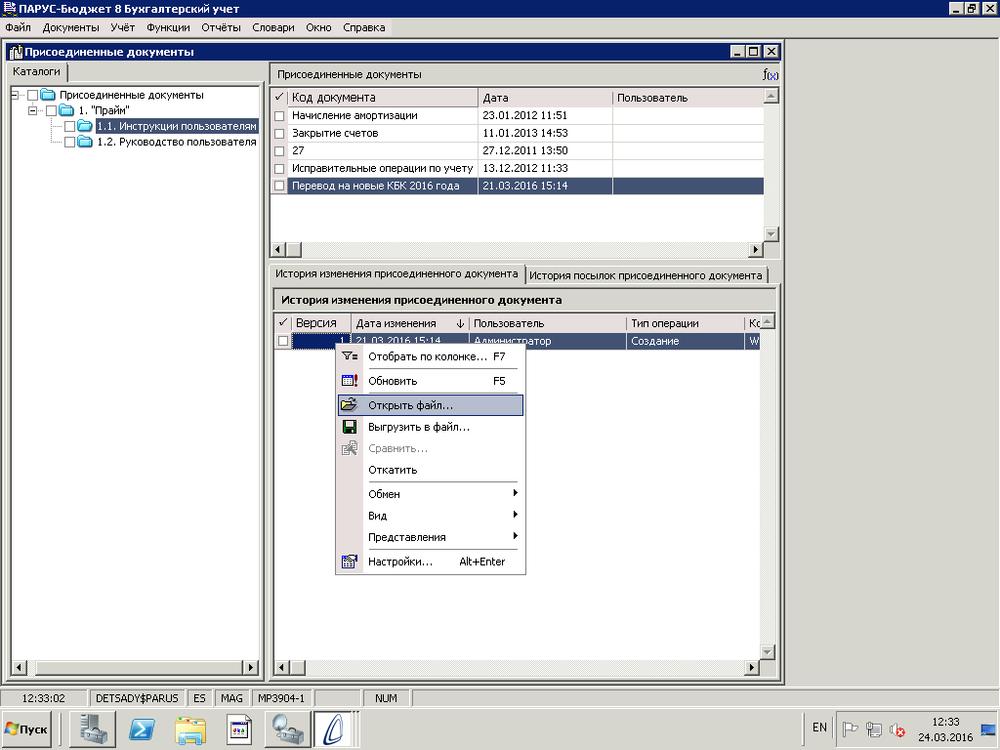 ПАРУС-Бюджет 8 Бухгалтерский учет
Файл Документы Учёт Функции Отчёты Словари Окно Справка
Присоединенные документы
Каталоги
Присоединенные документы
1. "Прайм"
1.1. Инструкции пользователям
1.2. Руководство пользователя
Присоединенные документы f(x)
Код документа Дата Пользователь
Начисление амортизации 23.01.2012 11:51
Закрытие счетов 11.01.2013 14:53
27 27.12.2011 13:50
Исправительные операции по учету 13.12.2012 11:33
Перевод на новые КБК 2016 года 21.03.2016 15:14
История изменения присоединенного документа История посылок присоединенного документа
История изменения присоединенного документа
Версия Дата изменения Пользователь Тип операции Кс
1 21.03.2016 15:14 Администратор Создание W
Отобрать по колонке... F7
Обновить F5
Открыть файл...
Выгрузить в файл...
Сравнить...
Откатить
Обмен
Вид
Представления
Настройки... Alt+Enter
12:33:02 DETSADY$PARUS ES MAG MP3904-1 NUM
Пуск EN 12:33
24.03.2016